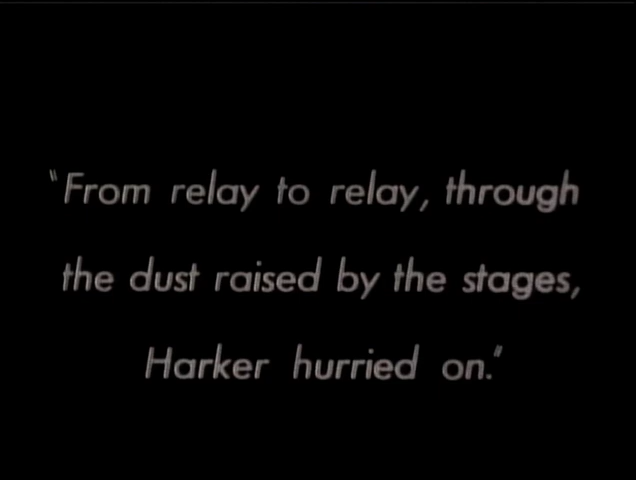 "From relay to relay, through
the dust raised by the stages,
Harker hurried on."